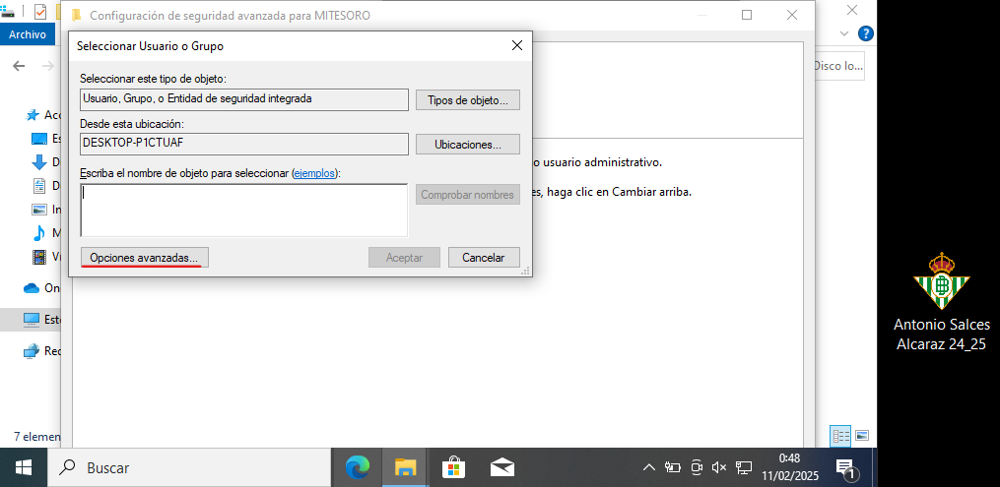 Configuración de seguridad avanzada para MITESORO
Archivo
Seleccionar Usuario o Grupo
Seleccionar este tipo de objeto:
Usuario, Grupo, o Entidad de seguridad integrada
Tipos de objeto...
Desde esta ubicación:
DESKTOP-P1CTUAF
Ubicaciones...
Escriba el nombre de objeto para seleccionar (ejemplos):
Comprobar nombres
Opciones avanzadas...
Aceptar
Cancelar
Disco lo...
o usuario administrativo.
es, haga clic en Cambiar arriba.
Acc
Es
D
D
In
M
Ví
On
Este
Rec
7 elemen
Antonio Salces
Alcaraz 24_25
Buscar
0:48
11/02/2025
1